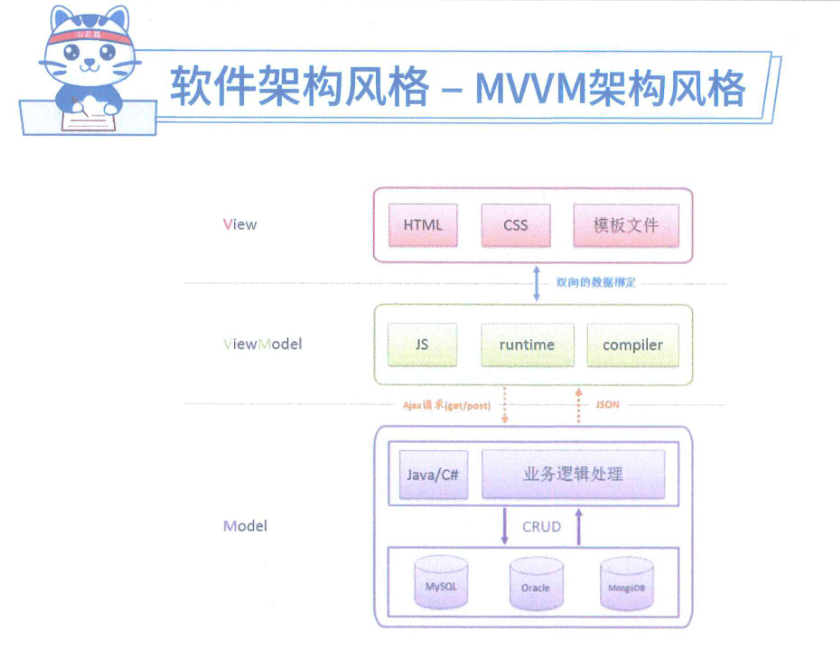 软件架构风格 – MVVM架构风格
View
HTML CSS 模板文件
双向的数据绑定
ViewModel
JS runtime compiler
Ajax请求(get/post) JSON
Model
Java/C# 业务逻辑处理
CRUD
MySQL Oracle MongoDB